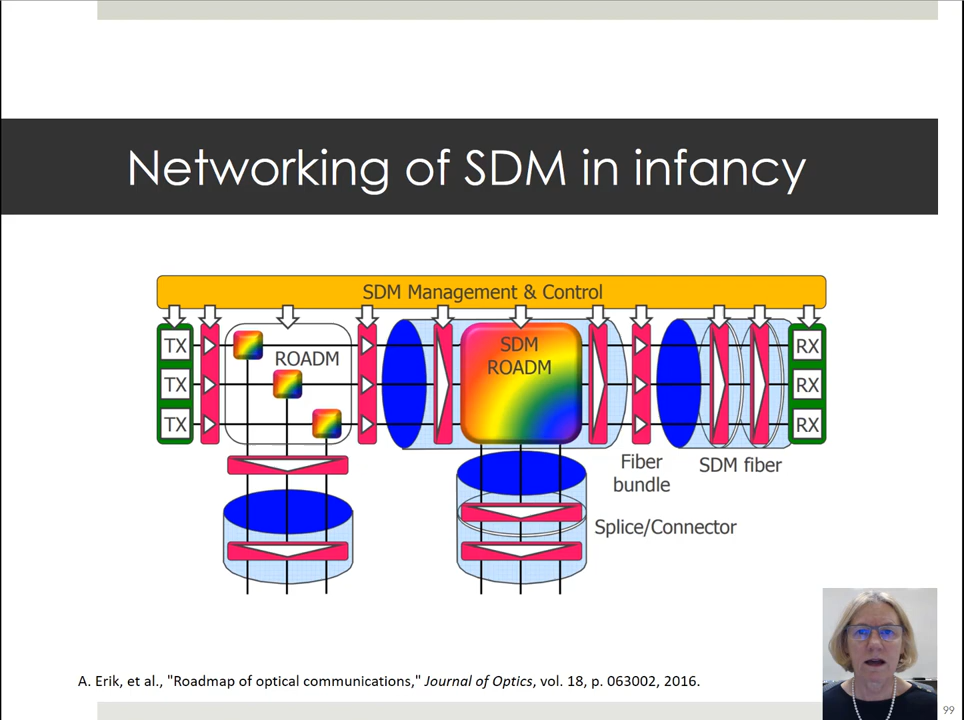 Networking of SDM in infancy
SDM Management & Control
TX
ROADM
SDM
ROADM
RX
TX
RX
TX
RX
Fiber
bundle
SDM fiber
Splice/Connector
A. Erik, et al., "Roadmap of optical communications," Journal of Optics, vol. 18, p. 063002, 2016.
99